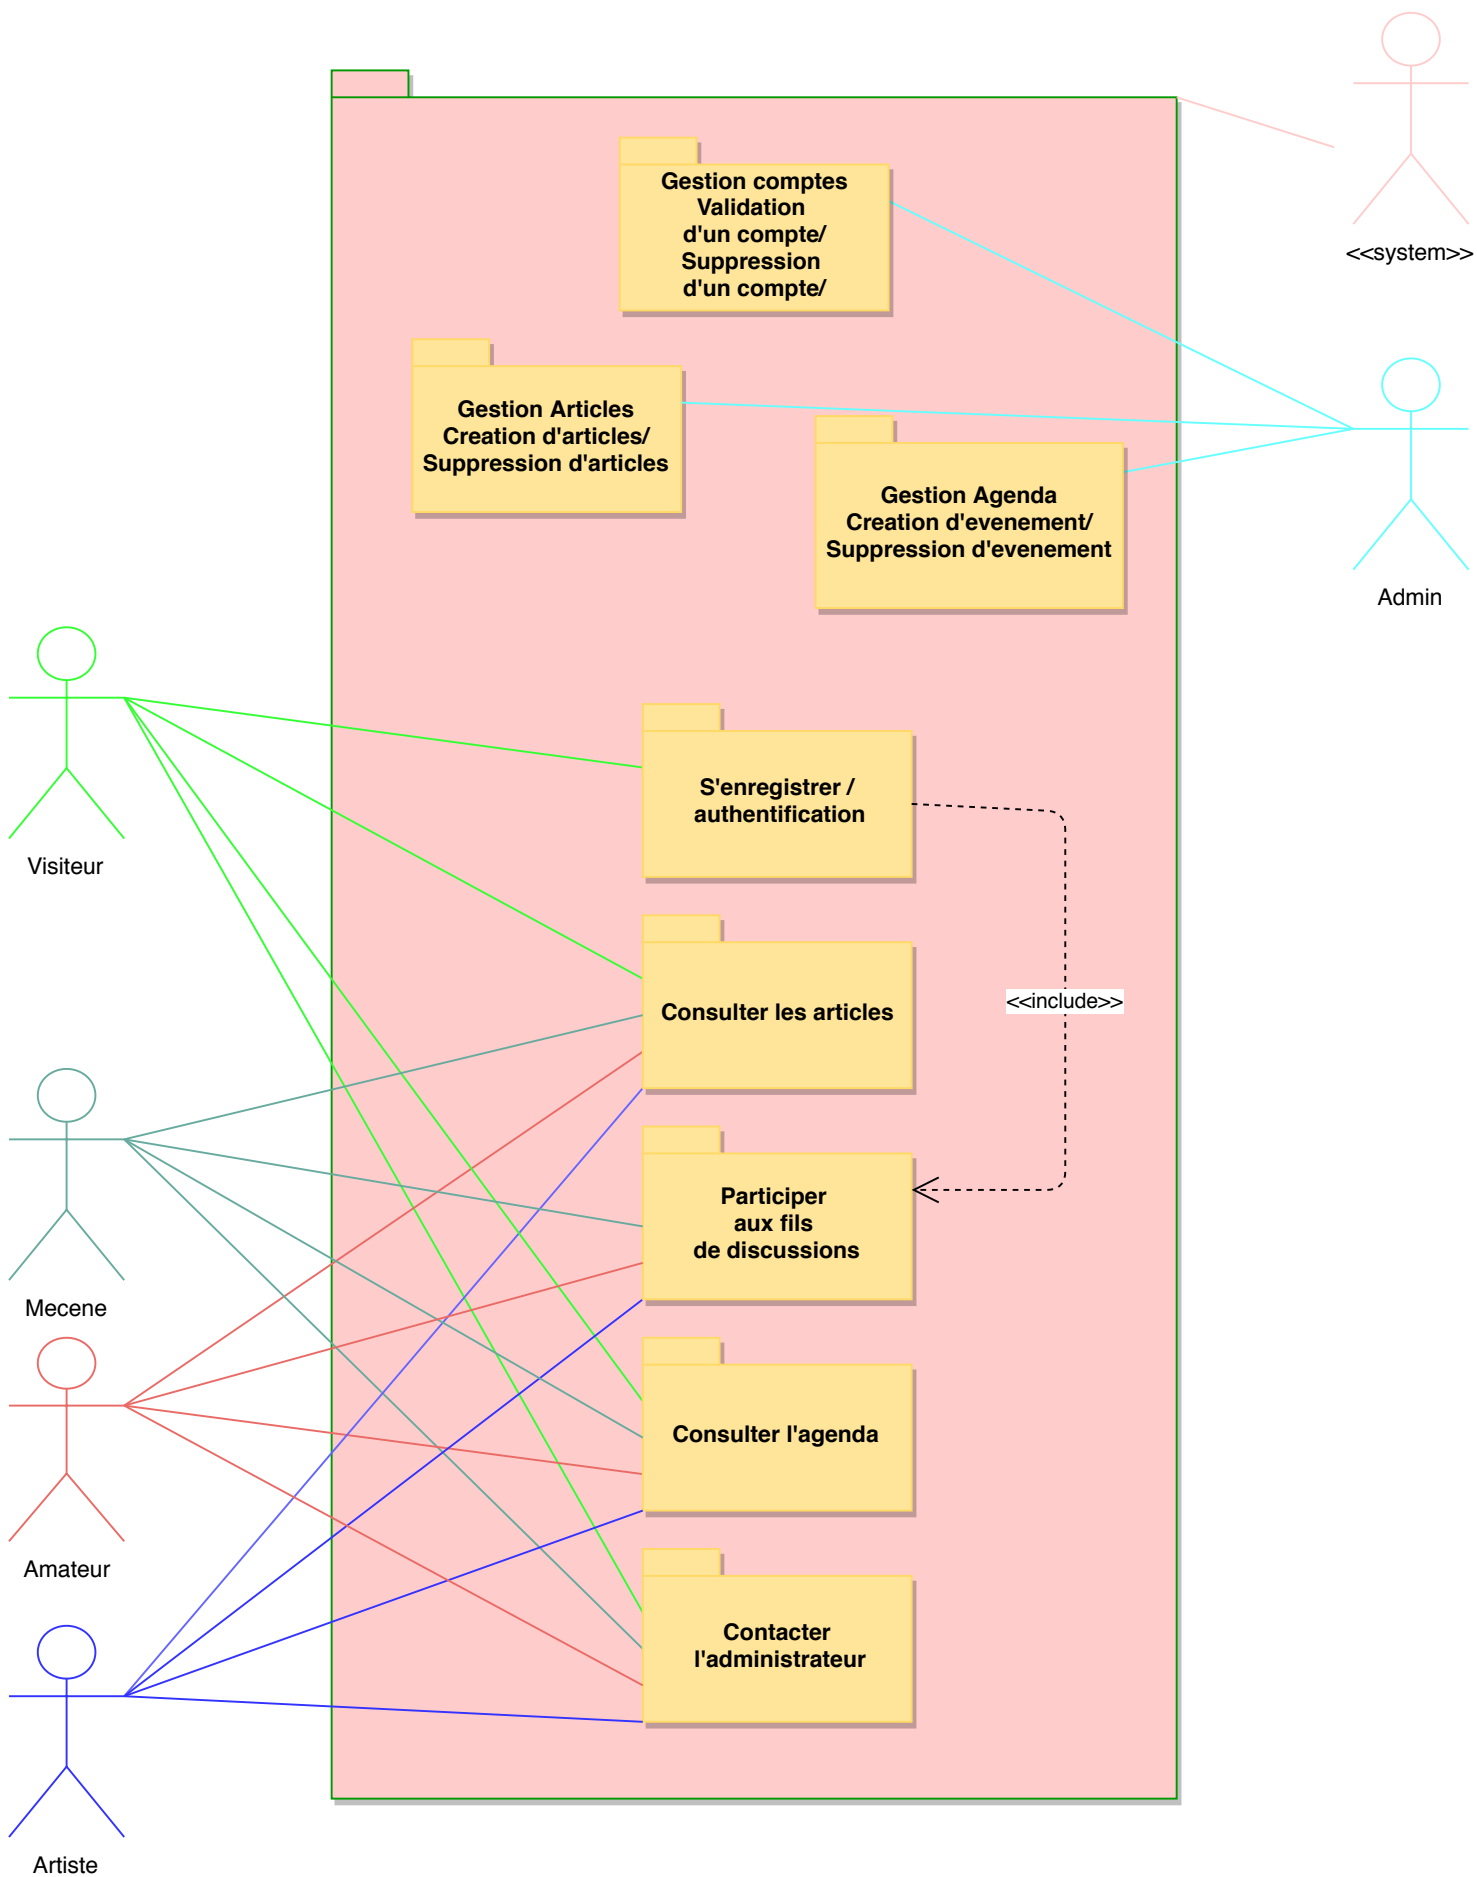 <<system>>
Gestion comptes
Validation
d'un compte/
Suppression
d'un compte/
Gestion Articles
Creation d'articles/
Suppression d'articles
Gestion Agenda
Creation d'evenement/
Suppression d'evenement
Admin
Visiteur
S'enregistrer /
authentification
Consulter les articles
<<include>>
Participer
aux fils
de discussions
Mecene
Consulter l'agenda
Amateur
Contacter
l'administrateur
Artiste